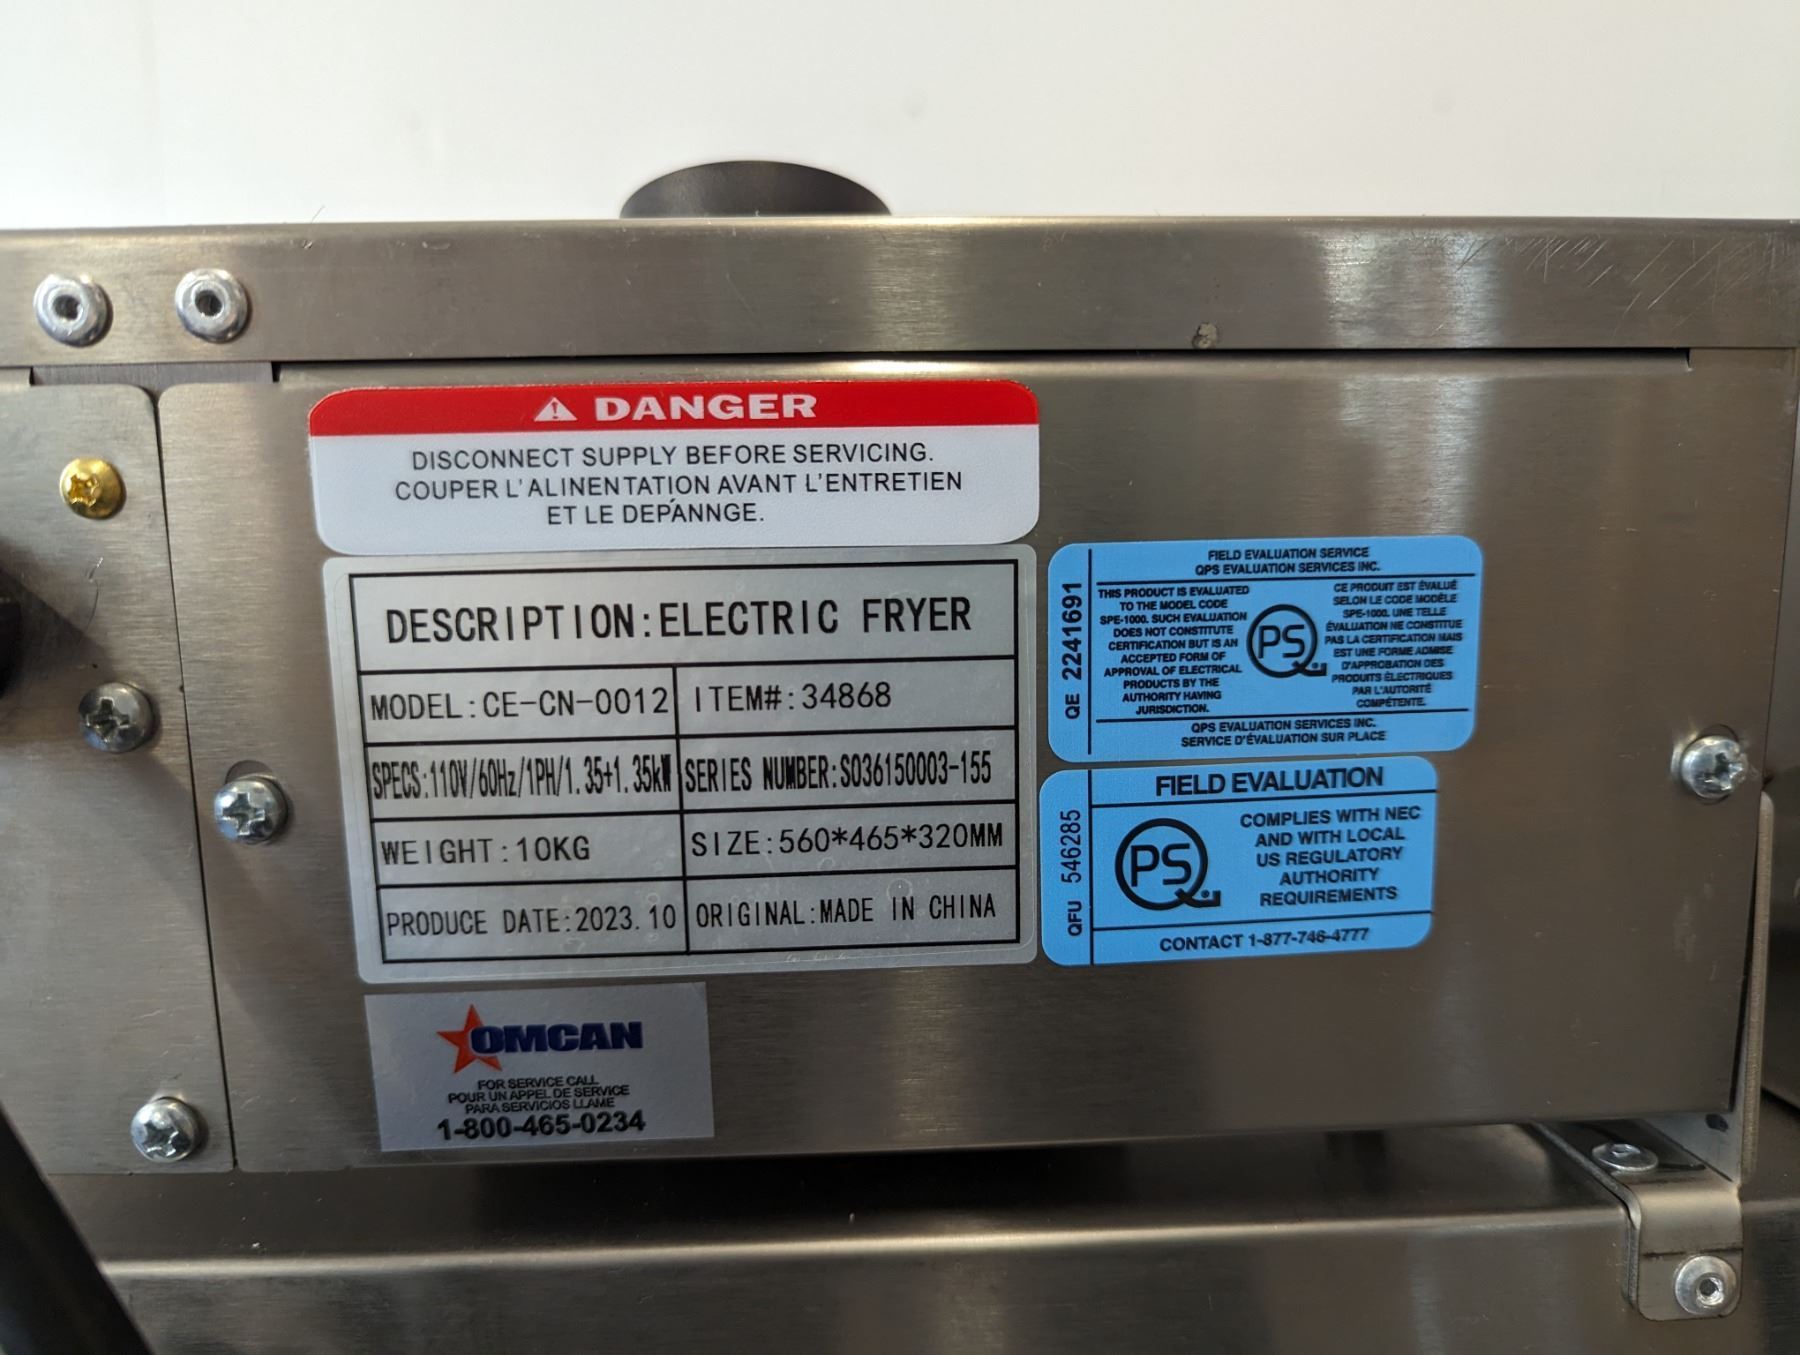 DANGER
DISCONNECT SUPPLY BEFORE SERVICING.
COUPER L'ALINENTATION AVANT L'ENTRETIEN
ET LE DEPÁNNGE.
DESCRIPTION:ELECTRIC FRYER
MODEL:CE-CN-0012
ITEM#:34868
SPECS:110V/60Hz/1PH/1.35+1.35kW
SERIES NUMBER:S036150003-155
WEIGHT:10KG
SIZE:560*465*320MM
PRODUCE DATE:2023.10
ORIGINAL:MADE IN CHINA
OMCAN
FOR SERVICE CALL
POUR UN APPEL DE SERVICE
PARA SERVICIOS LLAME
1-800-465-0234
QE 2241691
FIELD EVALUATION SERVICE
QPS EVALUATION SERVICES INC.
THIS PRODUCT IS EVALUATED
TO THE MODEL CODE
SPE-1000. SUCH EVALUATION
DOES NOT CONSTITUTE
CERTIFICATION BUT IS AN
ACCEPTED FORM OF
APPROVAL OF ELECTRICAL
PRODUCTS BY THE
AUTHORITY HAVING
JURISDICTION.
PS
CE PRODUIT EST ÉVALUÉ
SELON LE CODE MODÈLE
SPE-1000. UNE TELLE
ÉVALUATION NE CONSTITUE
PAS LA CERTIFICATION MAIS
EST UNE FORME ADMISE
D'APPROBATION DES
PRODUITS ÉLECTRIQUES
PAR L'AUTORITÉ
COMPÉTENTE.
QPS EVALUATION SERVICES INC.
SERVICE D'ÉVALUATION SUR PLACE
QFU 546285
FIELD EVALUATION
PS
COMPLIES WITH NEC
AND WITH LOCAL
US REGULATORY
AUTHORITY
REQUIREMENTS
CONTACT 1-877-746-4777